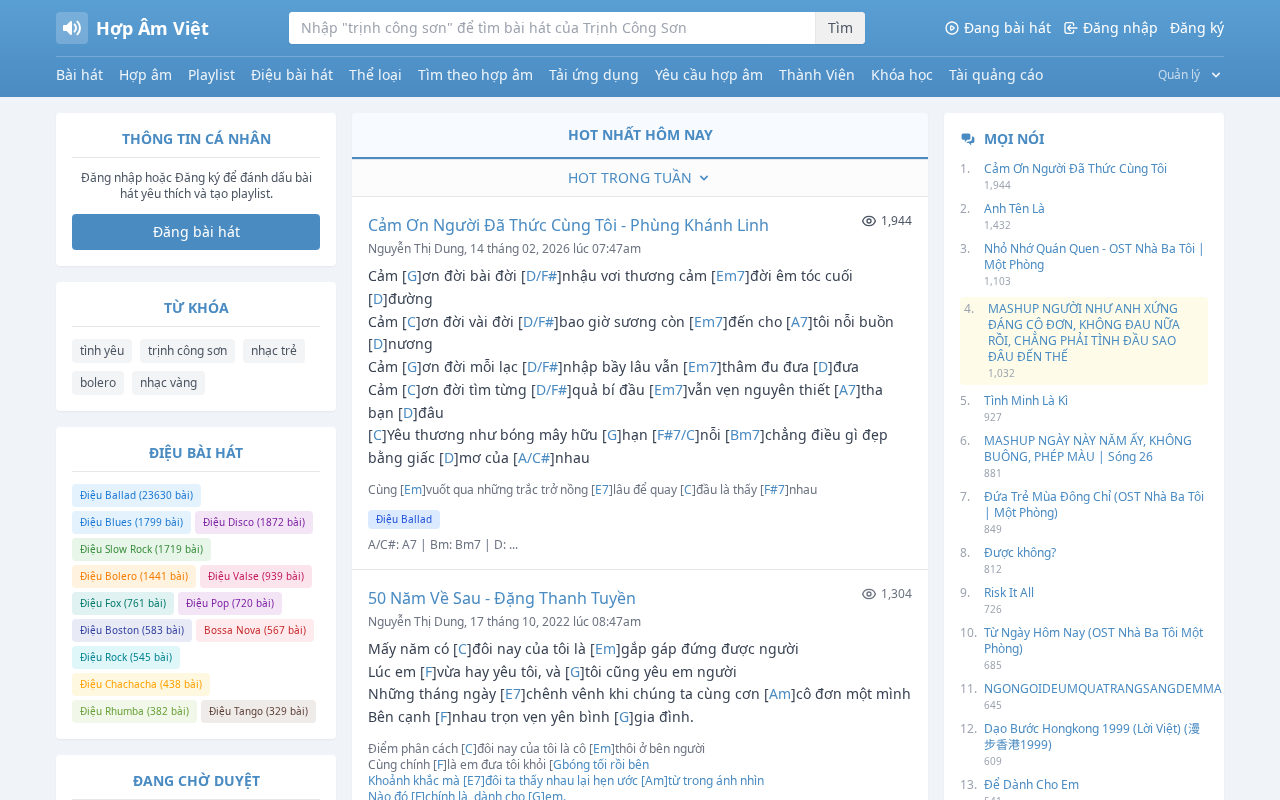 Hợp Âm Việt
Nhập "trịnh công sơn" để tìm bài hát của Trịnh Công Sơn
Tìm
Đang bài hát
Đăng nhập
Đăng ký
Bài hát
Hợp âm
Playlist
Điệu bài hát
Thể loại
Tìm theo hợp âm
Tải ứng dụng
Yêu cầu hợp âm
Thành Viên
Khóa học
Tài quảng cáo
Quản lý
THÔNG TIN CÁ NHÂN
Đăng nhập hoặc Đăng ký để đánh dấu bài
hát yêu thích và tạo playlist.
Đăng bài hát
TỪ KHÓA
tình yêu
trịnh công sơn
nhạc trẻ
bolero
nhạc vàng
ĐIỆU BÀI HÁT
Điệu Ballad (23630 bài)
Điệu Blues (1799 bài)
Điệu Disco (1872 bài)
Điệu Slow Rock (1719 bài)
Điệu Bolero (1441 bài)
Điệu Valse (939 bài)
Điệu Fox (761 bài)
Điệu Pop (720 bài)
Điệu Boston (583 bài)
Bossa Nova (567 bài)
Điệu Rock (545 bài)
Điệu Chachacha (438 bài)
Điệu Rhumba (382 bài)
Điệu Tango (329 bài)
ĐANG CHỜ DUYỆT
HOT NHẤT HÔM NAY
HOT TRONG TUẦN
Cảm Ơn Người Đã Thức Cùng Tôi - Phùng Khánh Linh
1,944
Nguyễn Thị Dung, 14 tháng 02, 2026 lúc 07:47am
Cảm [G]ơn đời bài đời [D/F#]nhậu vơi thương cảm [Em7]đời êm tóc cuối
[D]đường
Cảm [C]ơn đời vài đời [D/F#]bao giờ sương còn [Em7]đến cho [A7]tôi nỗi buồn
[D]nương
Cảm [G]ơn đời mỗi lạc [D/F#]nhập bầy lâu vẫn [Em7]thâm đu đưa [D]đưa
Cảm [C]ơn đời tìm từng [D/F#]quả bí đầu [Em7]vẫn vẹn nguyên thiết [A7]tha
bạn [D]đâu
[C]Yêu thương như bóng mây hữu [G]hạn [F#7/C]nỗi [Bm7]chẳng điều gì đẹp
bằng giấc [D]mơ của [A/C#]nhau
Cùng [Em]vuốt qua những trắc trở nồng [E7]lâu để quay [C]đầu là thấy [F#7]nhau
Điệu Ballad
A/C#: A7 | Bm: Bm7 | D: ...
50 Năm Về Sau - Đặng Thanh Tuyền
1,304
Nguyễn Thị Dung, 17 tháng 10, 2022 lúc 08:47am
Mấy năm có [C]đôi nay của tôi là [Em]gắp gáp đứng được người
Lúc em [F]vừa hay yêu tôi, và [G]tôi cũng yêu em người
Những tháng ngày [E7]chênh vênh khi chúng ta cùng cơn [Am]cô đơn một mình
Bên cạnh [F]nhau trọn vẹn yên bình [G]gia đình.
Điểm phân cách [C]đôi nay của tôi là cô [Em]thôi ở bên người
Cùng chính [F]là em đưa tôi khỏi [Gbóng tối rồi bên
Khoảnh khắc mà [E7]đôi ta thấy nhau lại hẹn ước [Am]từ trong ánh nhìn
Nào đó [F]chính là, dành cho [G]em.
MỌI NÓI
1. Cảm Ơn Người Đã Thức Cùng Tôi
1,944
2. Anh Tên Là
1,432
3. Nhỏ Nhớ Quán Quen - OST Nhà Ba Tôi |
Một Phòng
1,103
4. MASHUP NGƯỜI NHƯ ANH XỨNG
ĐÁNG CÔ ĐƠN, KHÔNG ĐAU NỮA
RỒI, CHẲNG PHẢI TÌNH ĐẦU SAO
ĐÂU ĐẾN THẾ
1,032
5. Tình Minh Là Kì
927
6. MASHUP NGÀY NÀY NĂM ẤY, KHÔNG
BUÔNG, PHÉP MÀU | Sóng 26
881
7. Đứa Trẻ Mùa Đông Chỉ (OST Nhà Ba Tôi
| Một Phòng)
849
8. Được không?
812
9. Risk It All
726
10. Từ Ngày Hôm Nay (OST Nhà Ba Tôi Một
Phòng)
685
11. NGONGOIDEUMQUATRANGSANGDEMMA
645
12. Dạo Bước Hongkong 1999 (Lời Việt) (漫
步香港1999)
609
13. Để Dành Cho Em
541